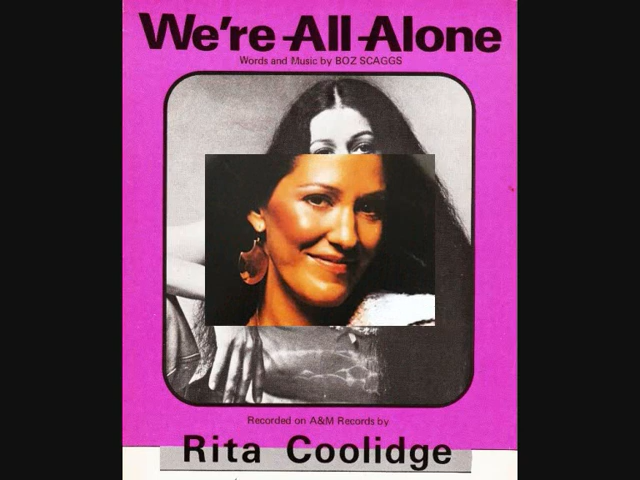 We're All Alone
Words and Music by BOZ SCAGGS
Recorded on A&M Records by
Rita Coolidge